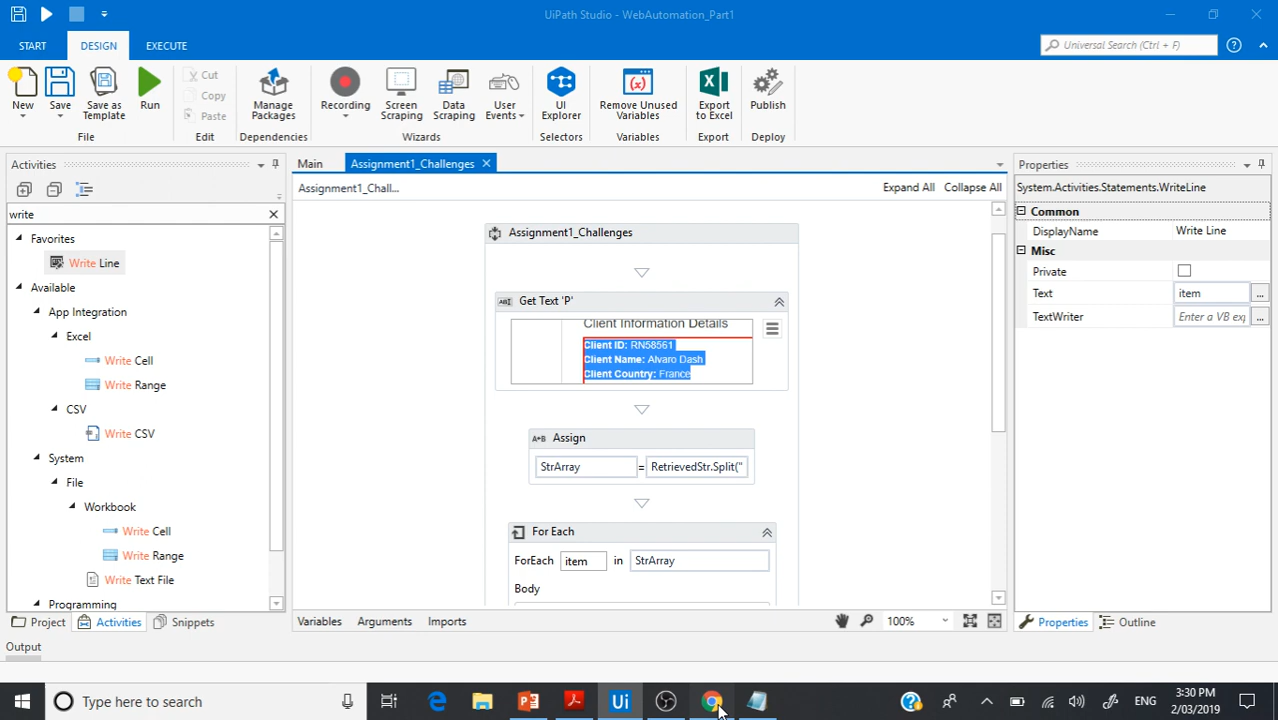 UiPath Studio - WebAutomation_Part1
START
DESIGN
EXECUTE
Universal Search (Ctrl + F)
New
Save
Save as Template
Run
Cut
Copy
Paste
Manage Packages
Recording
Screen Scraping
Data Scraping
User Events
UI Explorer
Remove Unused Variables
Export to Excel
Publish
File
Edit
Dependencies
Wizards
Selectors
Variables
Export
Deploy
Activities
write
Favorites
Write Line
Available
App Integration
Excel
Write Cell
Write Range
CSV
Write CSV
System
File
Workbook
Write Cell
Write Range
Write Text File
Programming
Project
Activities
Snippets
Output
Main
Assignment1_Challenges
Assignment1_Chall...
Expand All
Collapse All
Assignment1_Challenges
Get Text 'P'
Client Information Details
Client ID: RN58561
Client Name: Alvaro Dash
Client Country: France
A+B Assign
StrArray = RetrievedStr.Split("
For Each
ForEach item in StrArray
Body
Variables
Arguments
Imports
100%
Properties
System.Activities.Statements.WriteLine
Common
DisplayName Write Line
Misc
Private
Text item ...
TextWriter Enter a VB exp ...
Properties
Outline
Type here to search
ENG
3:30 PM
2/03/2019